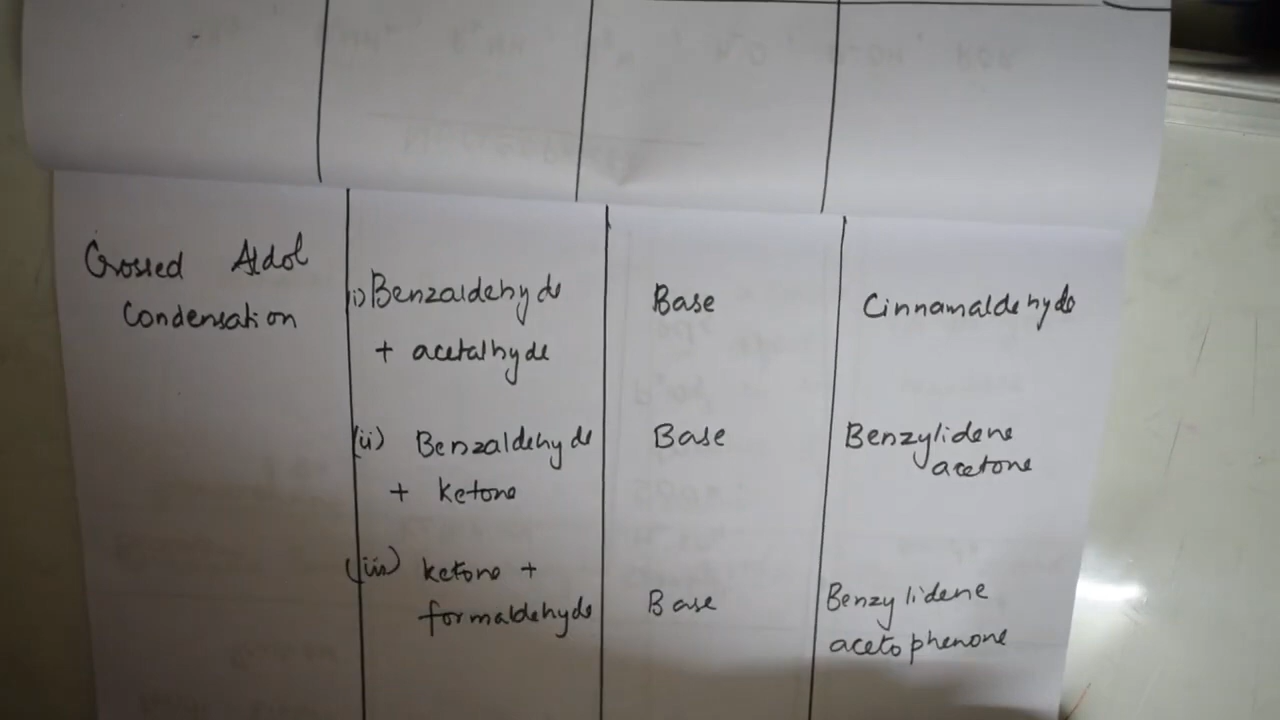 Crossed Aldol
Condensation
i) Benzaldehyde
+ acetalhyde
Base
Cinnamaldehyde
(ii) Benzaldehyde
+ ketone
Base
Benzylidene
acetone
(iii) ketone +
formaldehyde
Base
Benzylidene
acetophenone